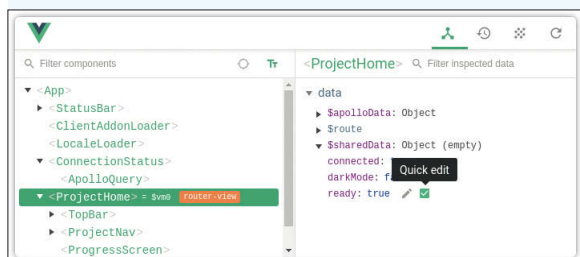 Filter components
Tт
<ProjectHome>
Filter inspected data
<App>
<StatusBar>
<ClientAddonLoader>
<LocaleLoader>
<ConnectionStatus>
<ApolloQuery>
<ProjectHome> = $vm0 router-view
<TopBar>
<ProjectNav>
<ProgressScreen>
data
$apolloData: Object
$route
$sharedData: Object (empty)
connected:
Quick edit
darkMode:
ready: true